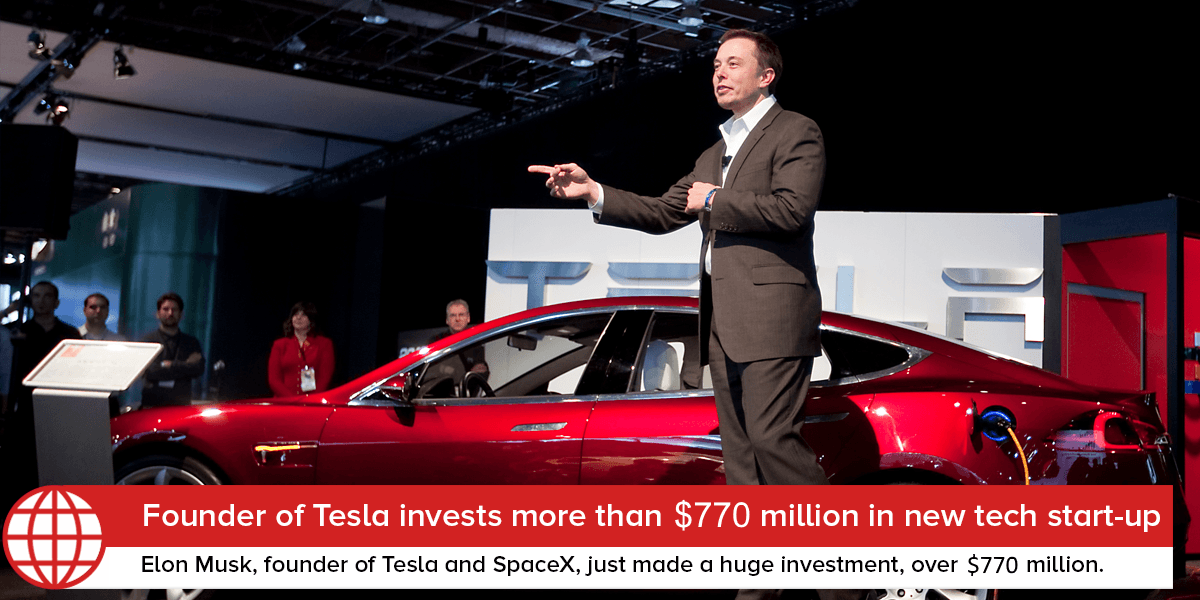 TESLA
Founder of Tesla invests more than $770 million in new tech start-up
Elon Musk, founder of Tesla and SpaceX, just made a huge investment, over $770 million.